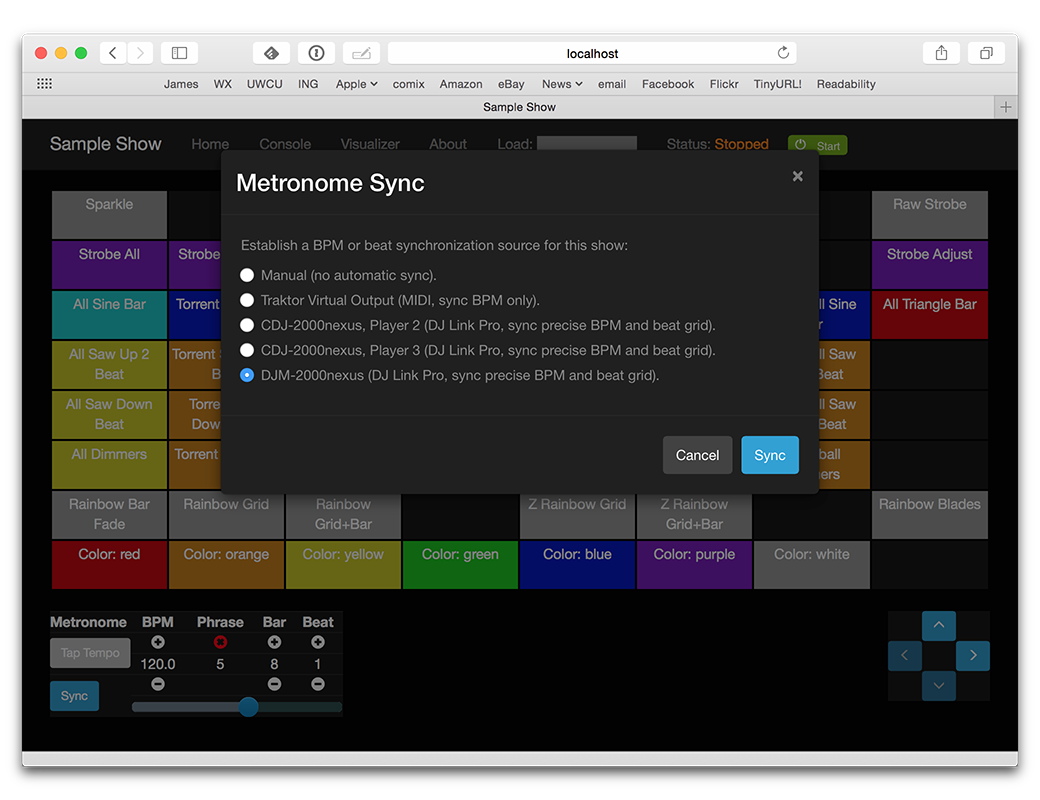 localhost
James WX UWCU ING Apple comix Amazon eBay News email Facebook Flickr TinyURL! Readability
Sample Show
Sample Show Home Console Visualizer About Load: Status: Stopped Start
Metronome Sync
Establish a BPM or beat synchronization source for this show:
Manual (no automatic sync).
Traktor Virtual Output (MIDI, sync BPM only).
CDJ-2000nexus, Player 2 (DJ Link Pro, sync precise BPM and beat grid).
CDJ-2000nexus, Player 3 (DJ Link Pro, sync precise BPM and beat grid).
DJM-2000nexus (DJ Link Pro, sync precise BPM and beat grid).
Cancel Sync
Sparkle Raw Strobe
Strobe All Strobe Strobe Adjust
All Sine Bar Torrent ll Sine All Triangle Bar
r
All Saw Up 2 Torrent ll Saw
Beat B Beat
All Saw Down Torre ll Saw
Beat Dow Beat
All Dimmers Torrent ball
ers
Rainbow Bar Rainbow Grid Rainbow Z Rainbow Grid Z Rainbow Rainbow Blades
Fade Grid+Bar Grid+Bar
Color: red Color: orange Color: yellow Color: green Color: blue Color: purple Color: white
Metronome BPM Phrase Bar Beat
Tap Tempo
120.0 5 8 1
Sync